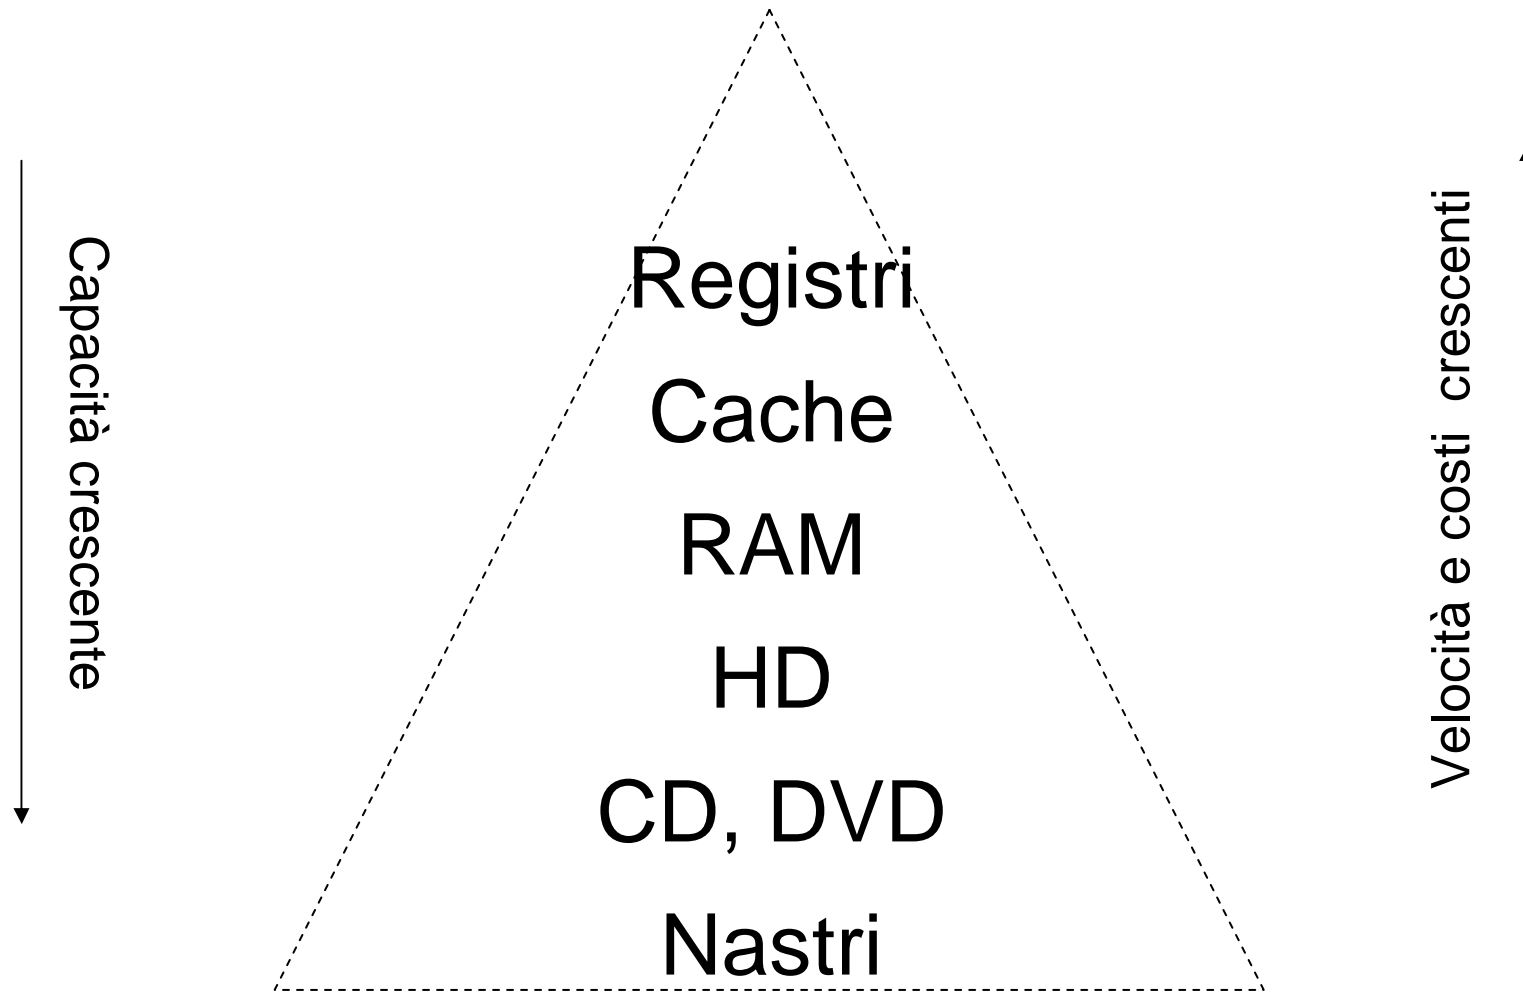 Capacità crescente
Registri
Cache
RAM
HD
CD, DVD
Nastri
Velocità e costi crescenti